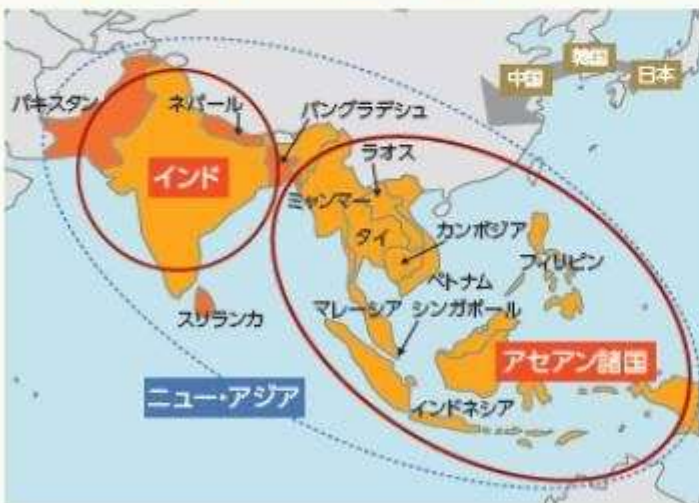 韓国
中国
日本
パキスタン
ネパール
バングラデシュ
インド
ラオス
ミャンマー
タイ
カンボジア
フィリピン
ベトナム
スリランカ
マレーシア
シンガポール
アセアン諸国
ニュー・アジア
インドネシア